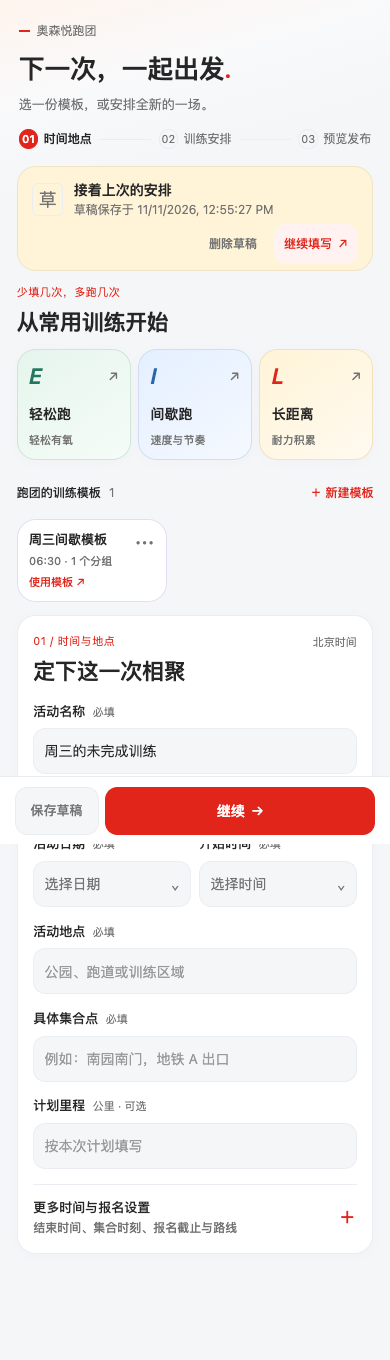 奥森悦跑团
下一次，一起出发.
选一份模板，或安排全新的一场。
01 时间地点 02 训练安排 03 预览发布
草
接着上次的安排
草稿保存于 11/11/2026, 12:55:27 PM
删除草稿 继续填写 ↗
少填几次，多跑几次
从常用训练开始
E ↗
轻松跑
轻松有氧
I ↗
间歇跑
速度与节奏
L ↗
长距离
耐力积累
跑团的训练模板 1 + 新建模板
周三间歇模板 •••
06:30 · 1 个分组
使用模板 ↗
01 / 时间与地点 北京时间
定下这一次相聚
活动名称 必填
周三的未完成训练
保存草稿 继续 →
活动日期 必填 开始时间 必填
选择日期 选择时间
活动地点 必填
公园、跑道或训练区域
具体集合点 必填
例如：南园南门，地铁 A 出口
计划里程 公里 · 可选
按本次计划填写
更多时间与报名设置 +
结束时间、集合时刻、报名截止与路线